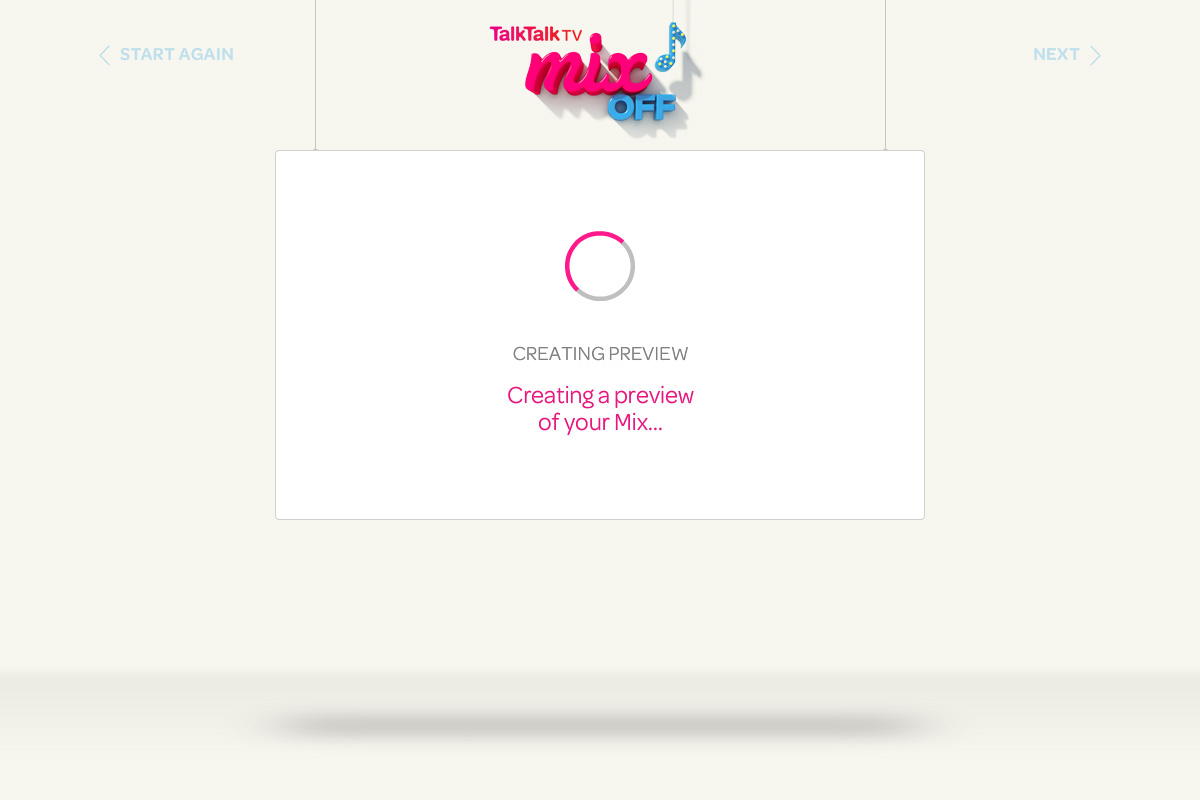 TalkTalk TV
mix
OFF
START AGAIN
NEXT
CREATING PREVIEW
Creating a preview
of your Mix...